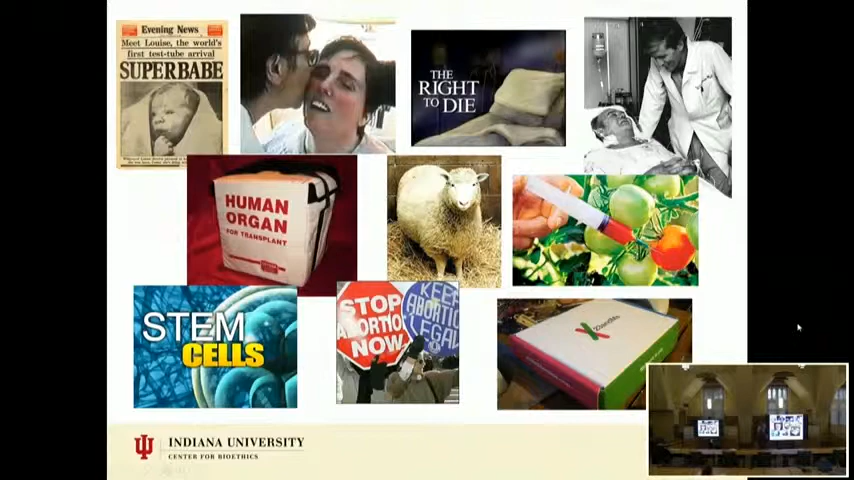 Evening News
Meet Louise, the world's
first test-tube arrival
SUPERBABE
THE
RIGHT
TO DIE
HUMAN
ORGAN
FOR TRANSPLANT
STEM
CELLS
STOP
ABORTION
NOW
KEEP
ABORTION
LEGAL
23andMe
INDIANA UNIVERSITY
CENTER FOR BIOETHICS